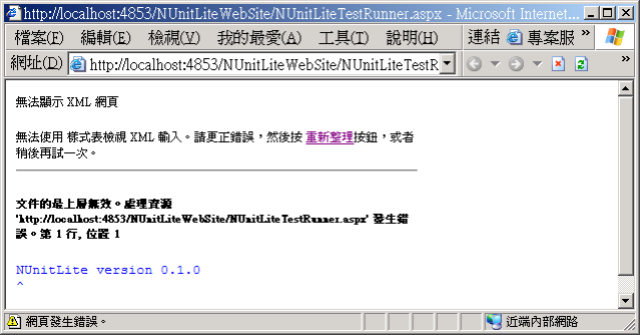 http://localhost:4853/NUnitLiteWebSite/NUnitLiteTestRunner.aspx - Microsoft Internet...
檔案(F) 編輯(E) 檢視(V) 我的最愛(A) 工具(T) 說明(H) 連結 專案服 »
網址(D) http://localhost:4853/NUnitLiteWebSite/NUnitLiteTestR »
無法顯示 XML 網頁
無法使用 樣式表檢視 XML 輸入。請更正錯誤，然後按 重新整理按鈕，或者
稍後再試一次。
文件的最上層無效。處理資源
'http://localhost:4853/NUnitLiteWebSite/NUnitLiteTestRunner.aspx' 發生錯
誤。第 1 行, 位置 1
NUnitLite version 0.1.0
^
網頁發生錯誤。 近端內部網路